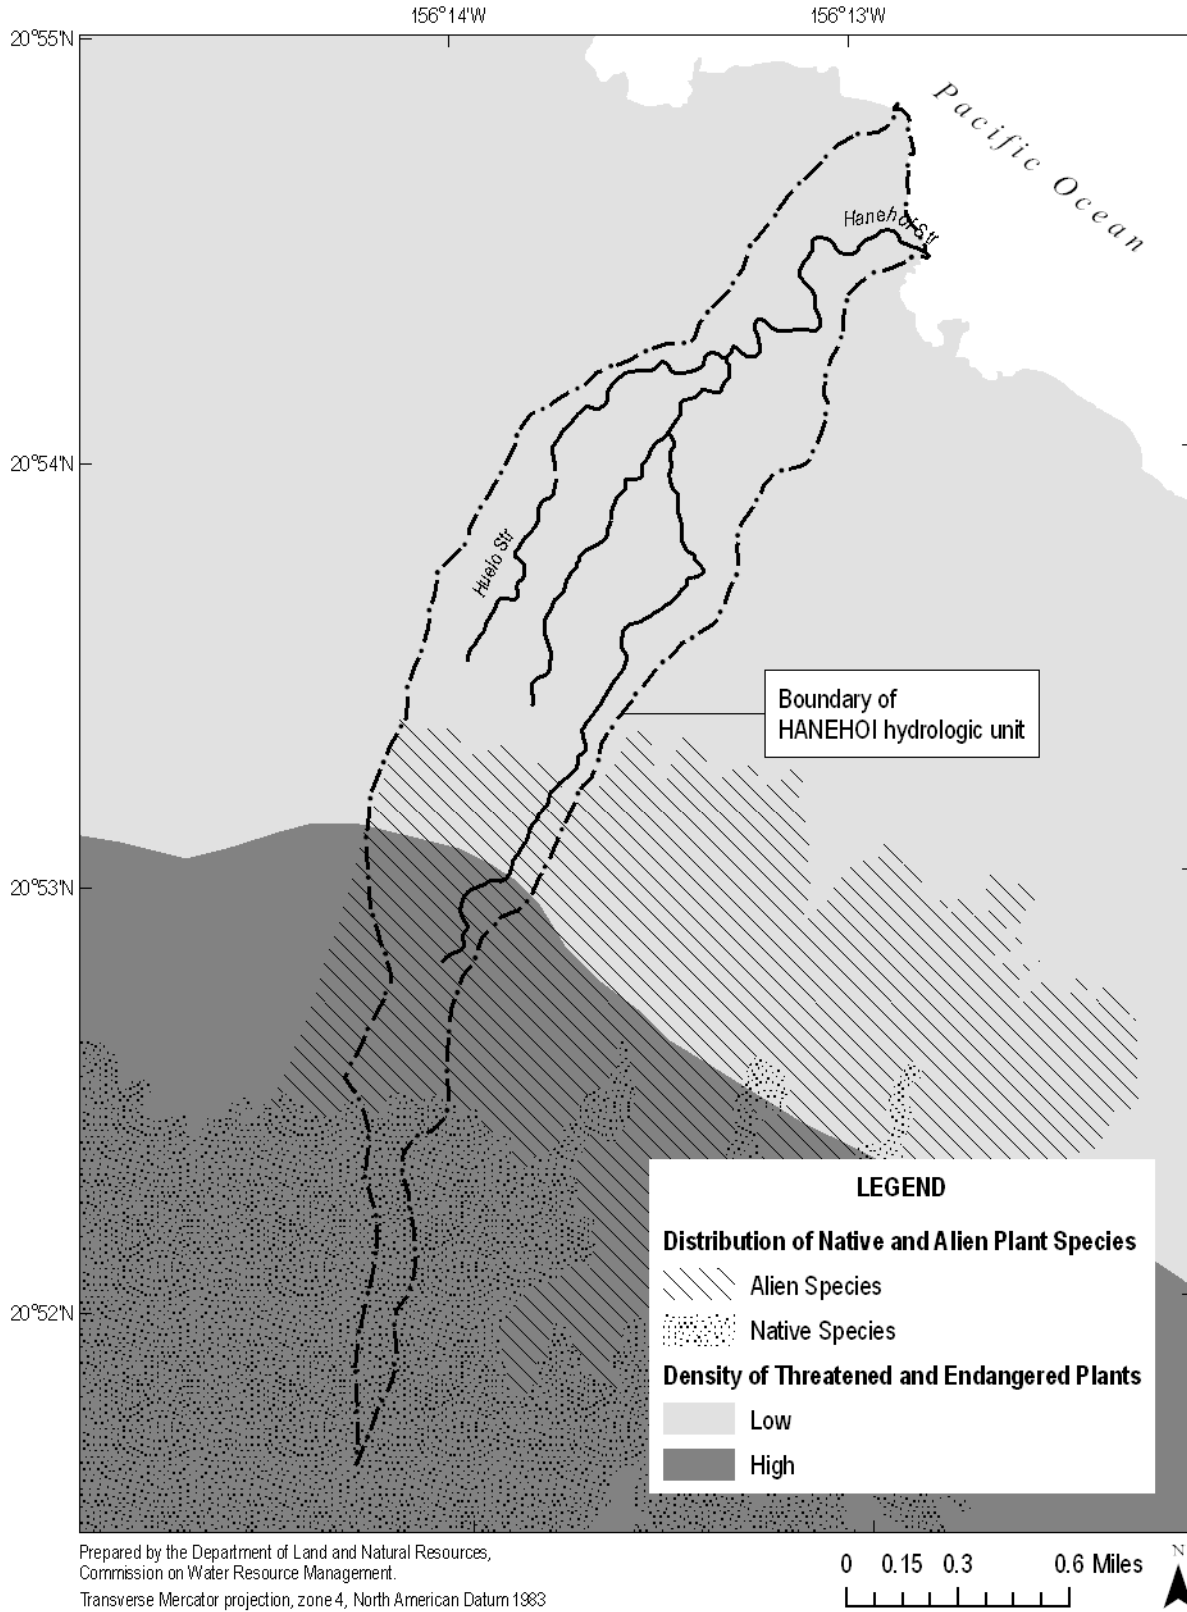 156°14'W 156°13'W
20°55'N
Pacific Ocean
Hanehoi Str
20°54'N
Huelo Str
Boundary of
HANEHOI hydrologic unit
20°53'N
LEGEND
Distribution of Native and Alien Plant Species
Alien Species
Native Species
20°52'N
Density of Threatened and Endangered Plants
Low
High
Prepared by the Department of Land and Natural Resources,
Commission on Water Resource Management.
Transverse Mercator projection, zone 4, North American Datum 1983
0 0.15 0.3 0.6 Miles
N